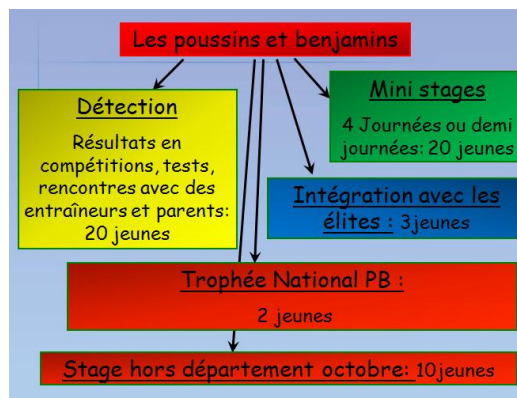 Les poussins et benjamins
Détection
Résultats en
compétitions, tests,
rencontres avec des
entraîneurs et parents:
20 jeunes
Mini stages
4 Journées ou demi
journées: 20 jeunes
Intégration avec les
élites : 3jeunes
Trophée National PB :
2 jeunes
Stage hors département octobre: 10jeunes